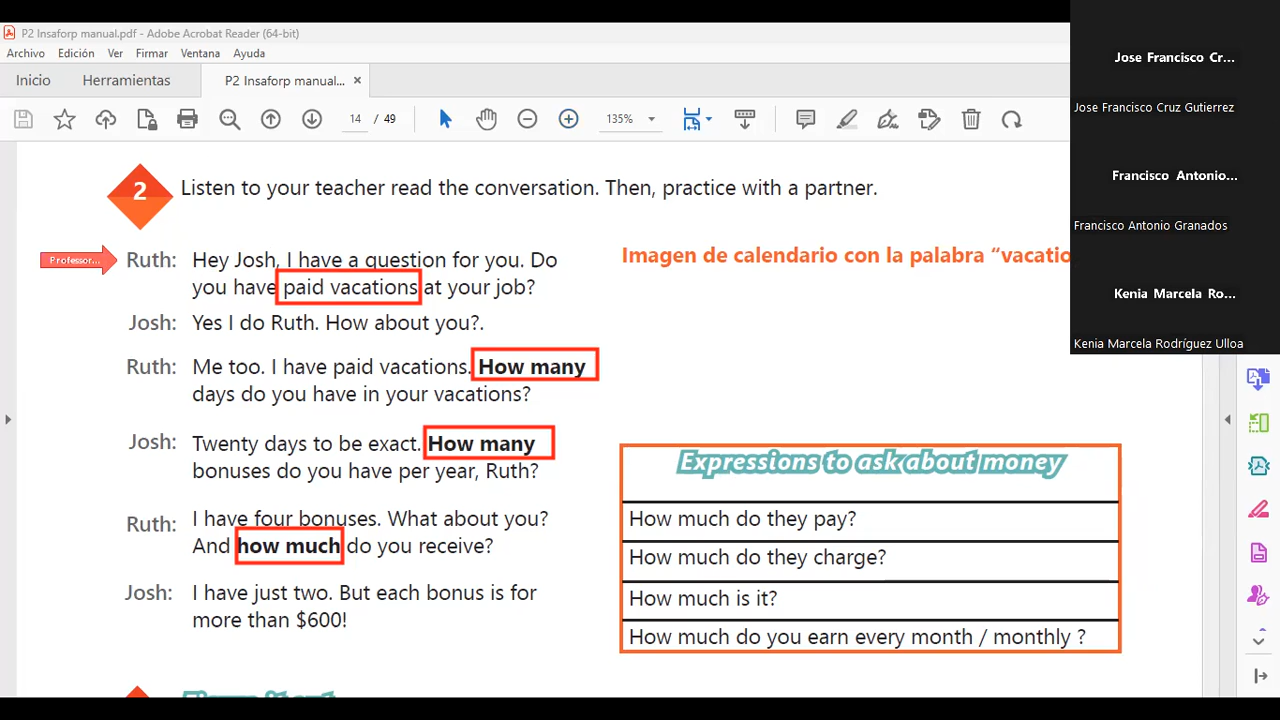 P2 Insaforp manual.pdf - Adobe Acrobat Reader (64-bit)
Archivo Edición Ver Firmar Ventana Ayuda
Inicio Herramientas P2 Insaforp manual... ×
14 / 49 135%
Jose Francisco Cr...
Jose Francisco Cruz Gutierrez
Francisco Antonio...
Francisco Antonio Granados
Kenia Marcela Ro...
Kenia Marcela Rodríguez Ulloa
2 Listen to your teacher read the conversation. Then, practice with a partner.
Professor...
Ruth: Hey Josh, I have a question for you. Do
you have paid vacations at your job?
Josh: Yes I do Ruth. How about you?.
Ruth: Me too. I have paid vacations. How many
days do you have in your vacations?
Josh: Twenty days to be exact. How many
bonuses do you have per year, Ruth?
Ruth: I have four bonuses. What about you?
And how much do you receive?
Josh: I have just two. But each bonus is for
more than $600!
Imagen de calendario con la palabra “vacatio
Expressions to ask about money
How much do they pay?
How much do they charge?
How much is it?
How much do you earn every month / monthly ?